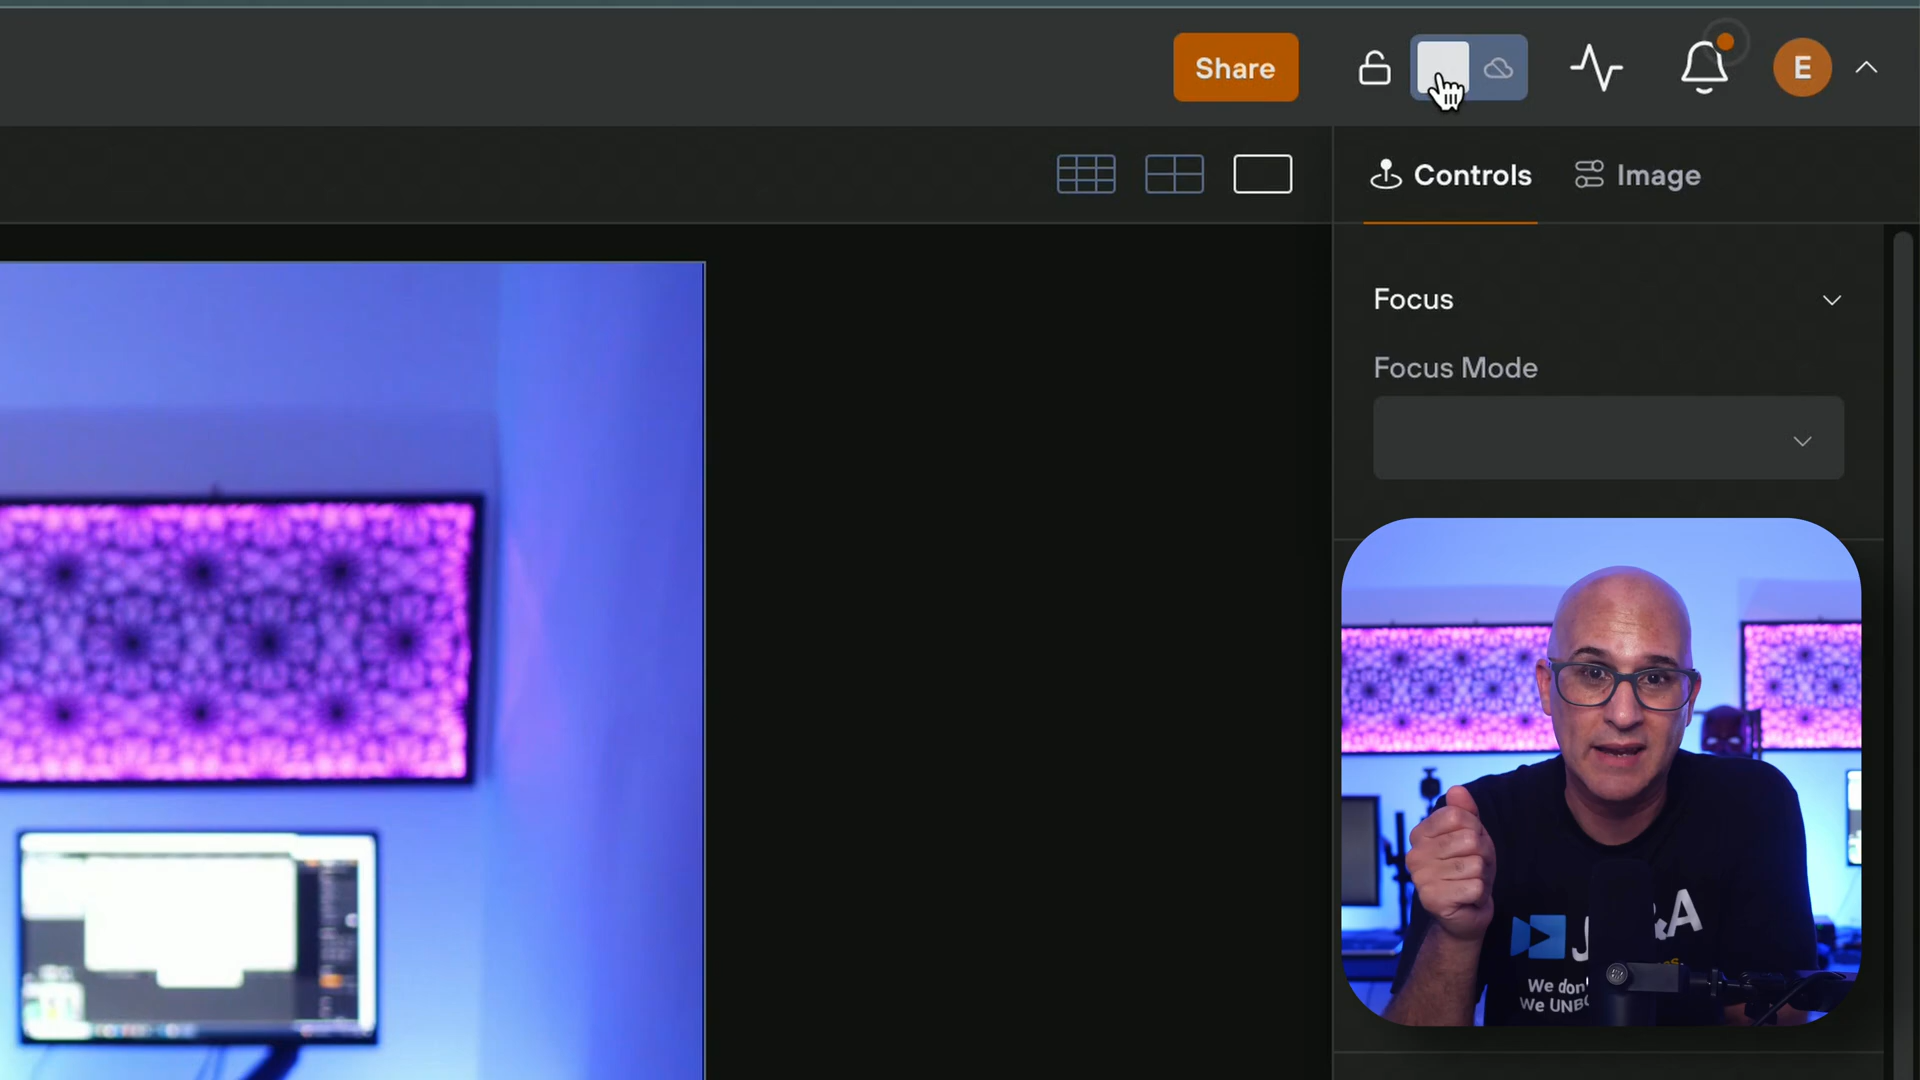 Share
E
Controls
Image
Focus
Focus Mode
We don'
We UNB